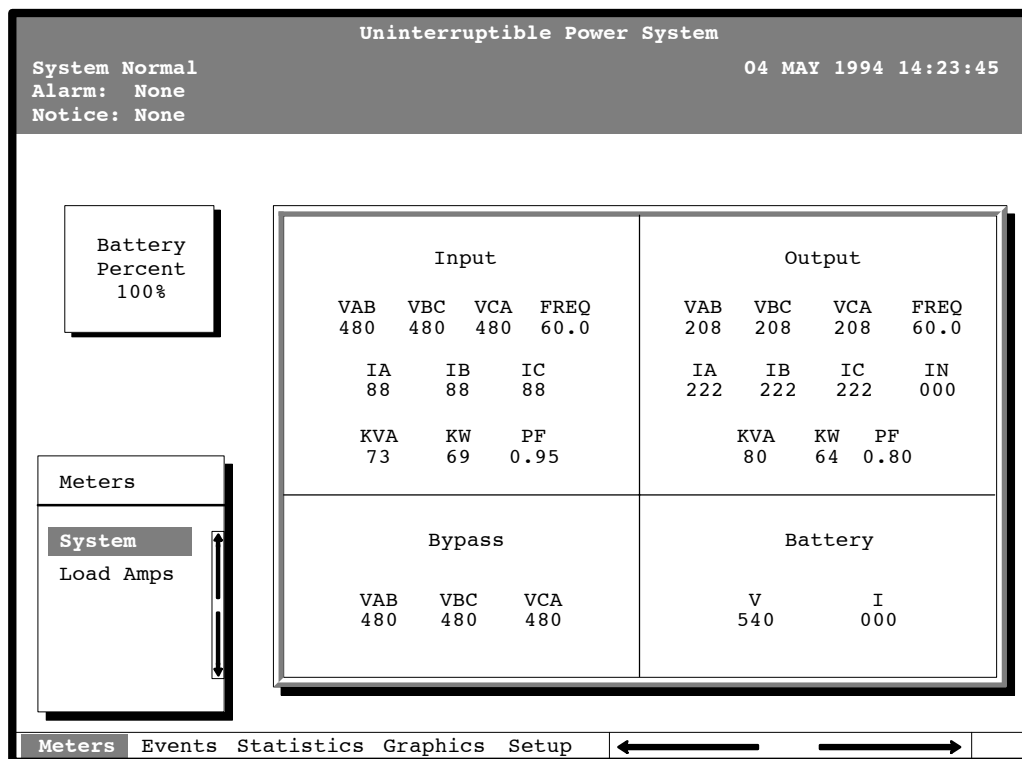 Uninterruptible Power System
System Normal 04 MAY 1994 14:23:45
Alarm: None
Notice: None
Battery
Percent
100%
Input
VAB VBC VCA FREQ
480 480 480 60.0
IA IB IC
88 88 88
KVA KW PF
73 69 0.95
Output
VAB VBC VCA FREQ
208 208 208 60.0
IA IB IC IN
222 222 222 000
KVA KW PF
80 64 0.80
Meters
System
Load Amps
Bypass
VAB VBC VCA
480 480 480
Battery
V I
540 000
Meters Events Statistics Graphics Setup